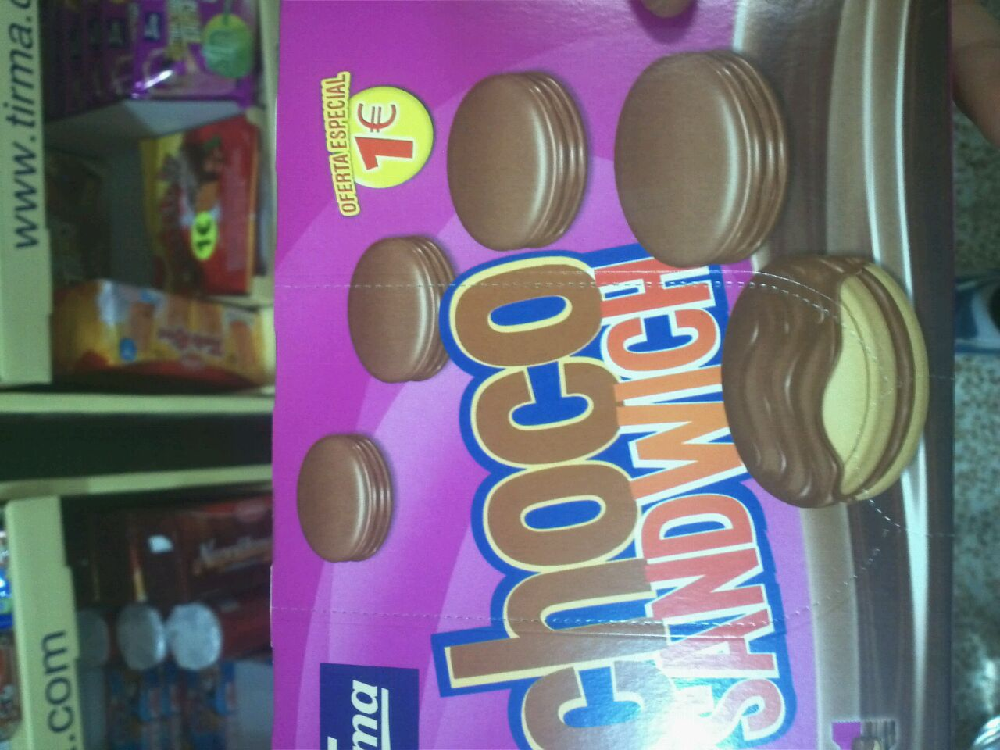 OFERTA ESPECIAL
1€
choco
SANDWICH
www.tirma.c
.com
1€